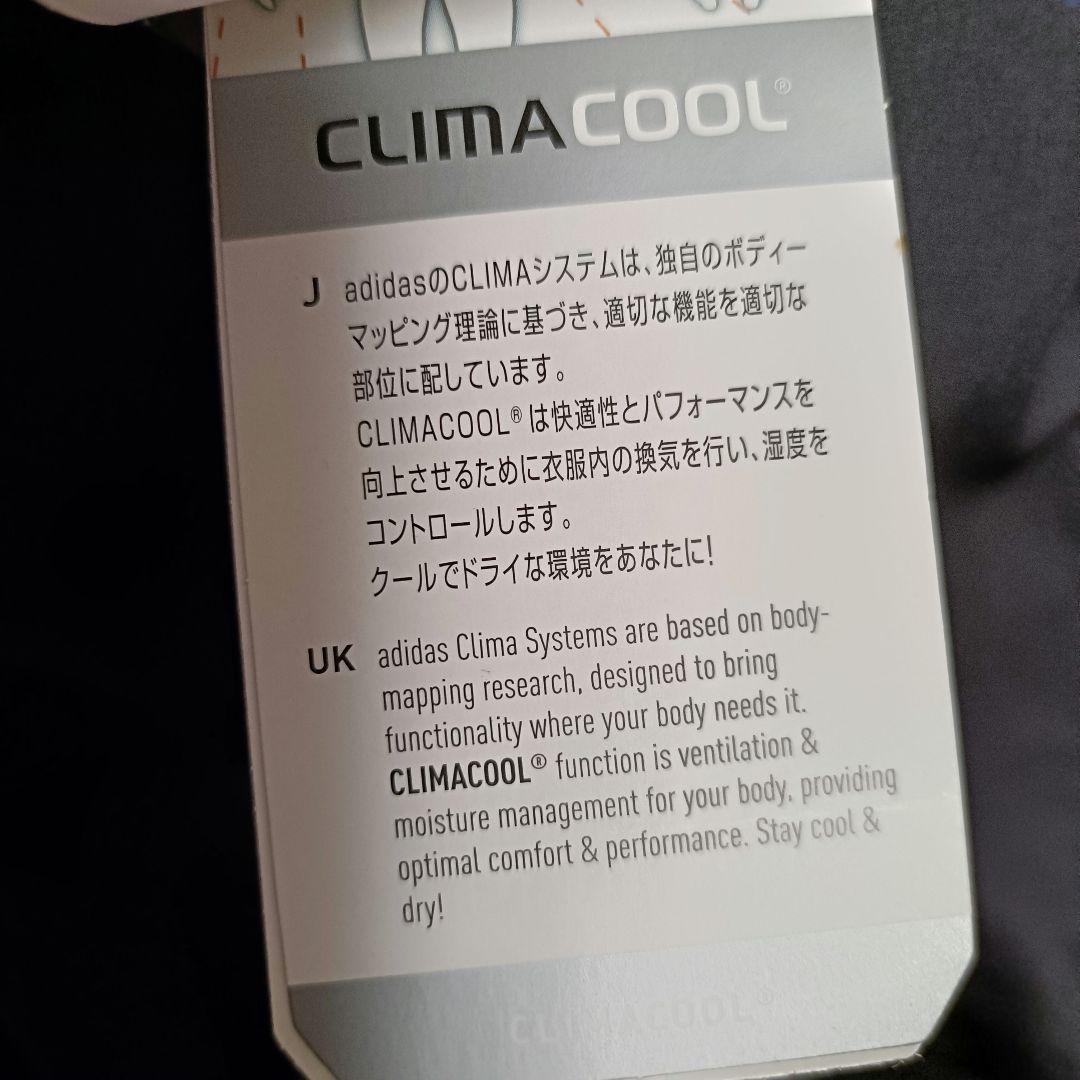 CLIMACOOL®
J adidasのCLIMAシステムは、独自のボディー
マッピング理論に基づき、適切な機能を適切な
部位に配しています。
CLIMACOOL®は快適性とパフォーマンスを
向上させるために衣服内の換気を行い、湿度を
コントロールします。
クールでドライな環境をあなたに!
UK adidas Clima Systems are based on body-
mapping research, designed to bring
functionality where your body needs it.
CLIMACOOL® function is ventilation &
moisture management for your body, providing
optimal comfort & performance. Stay cool &
dry!
CLIMACOOL®